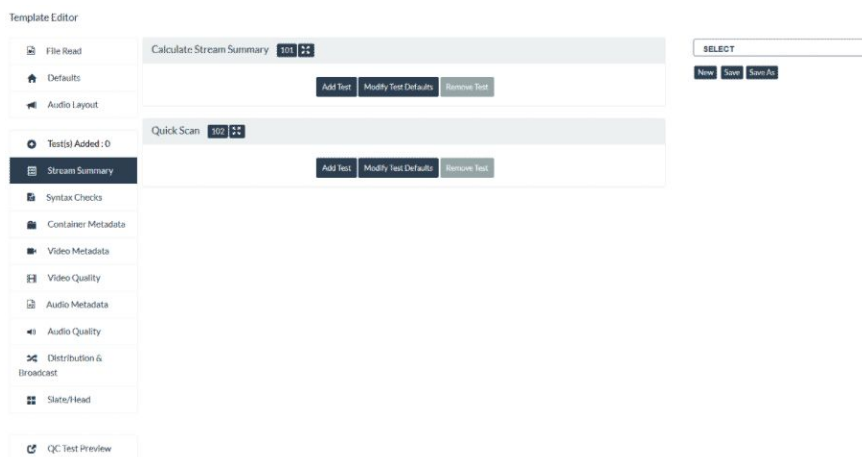 Template Editor
File Read
Defaults
Audio Layout
Test(s) Added : 0
Stream Summary
Syntax Checks
Container Metadata
Video Metadata
Video Quality
Audio Metadata
Audio Quality
Distribution &
Broadcast
Slate/Head
QC Test Preview
Calculate Stream Summary 101
Add Test Modify Test Defaults Remove Test
Quick Scan 102
Add Test Modify Test Defaults Remove Test
SELECT
New Save Save As